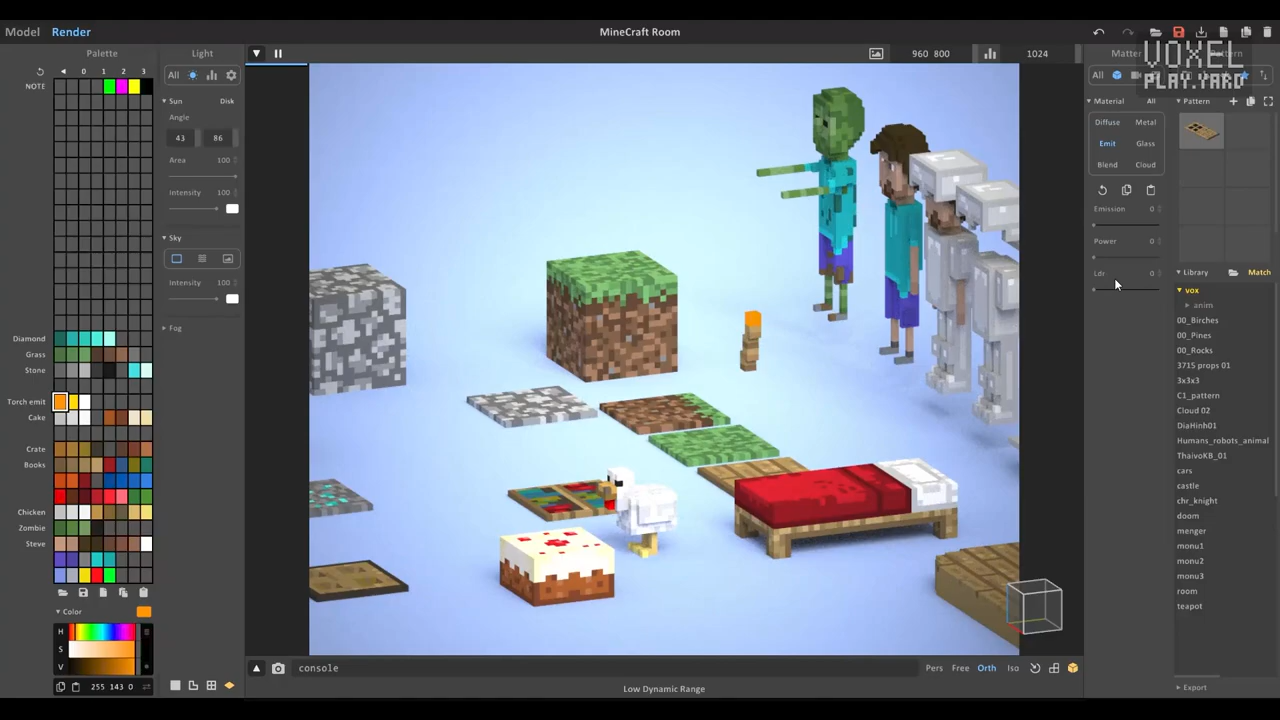 Model Render MineCraft Room
Palette Light 960 800 1024 Matter Pattern
VOXEL
PLAY.YARD
0 1 2 3
All
All
NOTE
Sun Disk
Angle
43 86
Area 100
Intensity 100
Sky
Intensity 100
Fog
Diamond
Grass
Stone
Torch emit
Cake
Crate
Books
Chicken
Zombie
Steve
Color
H
S
V
255 143 0
console
Pers Free Orth Iso
Low Dynamic Range
Material All
Diffuse Metal
Emit Glass
Blend Cloud
Emission 0
Power 0
Ldr 0
Pattern
Library Match
vox
anim
00_Birches
00_Pines
00_Rocks
3715 props 01
3x3x3
C1_pattern
Cloud 02
DiaHinh01
Humans_robots_animal
ThaivoKB_01
cars
castle
chr_knight
doom
menger
monu1
monu2
monu3
room
teapot
Export